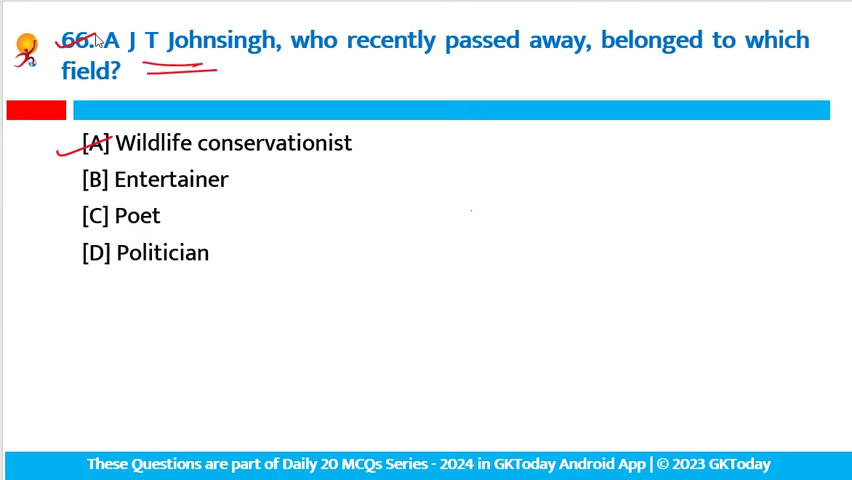 66. A J T Johnsingh, who recently passed away, belonged to which
field?
[A] Wildlife conservationist
[B] Entertainer
[C] Poet
[D] Politician
These Questions are part of Daily 20 MCQs Series - 2024 in GKToday Android App | © 2023 GKToday